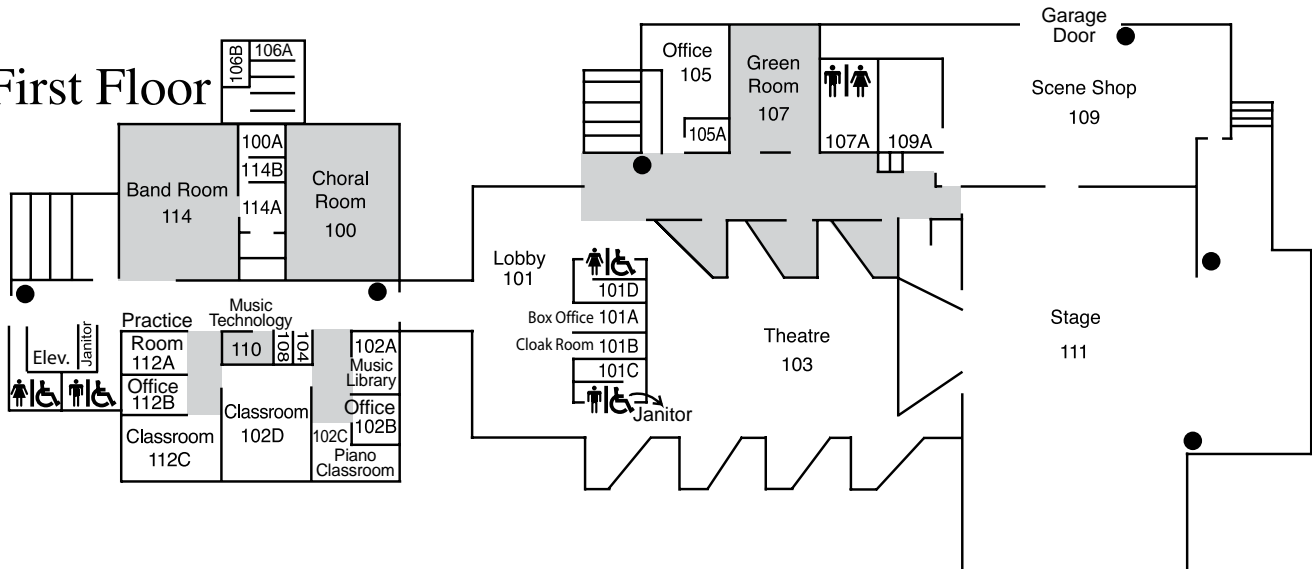 First Floor
106B
106A
100A
114B
114A
Band Room
114
Choral
Room
100
Office
105
105A
Green
Room
107
107A
109A
Garage
Door
Scene Shop
109
Lobby
101
101D
Box Office 101A
Cloak Room 101B
101C
Janitor
Theatre
103
Stage
111
Elev.
Janitor
Practice
Room
112A
Office
112B
Classroom
112C
Music
Technology
110
108
104
Classroom
102D
102A
Music
Library
Office
102B
102C
Piano
Classroom